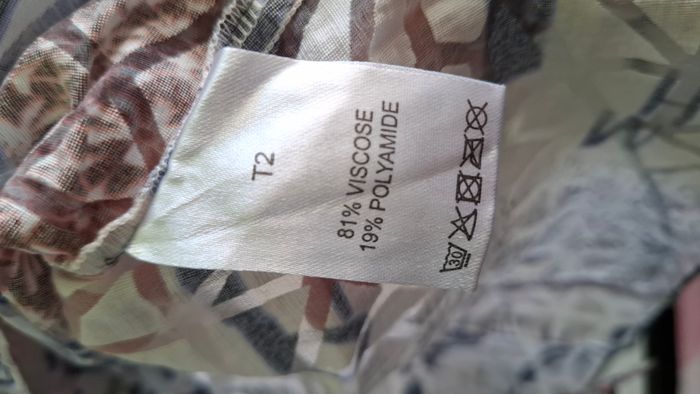 T2
81% VISCOSE
19% POLYAMIDE
30